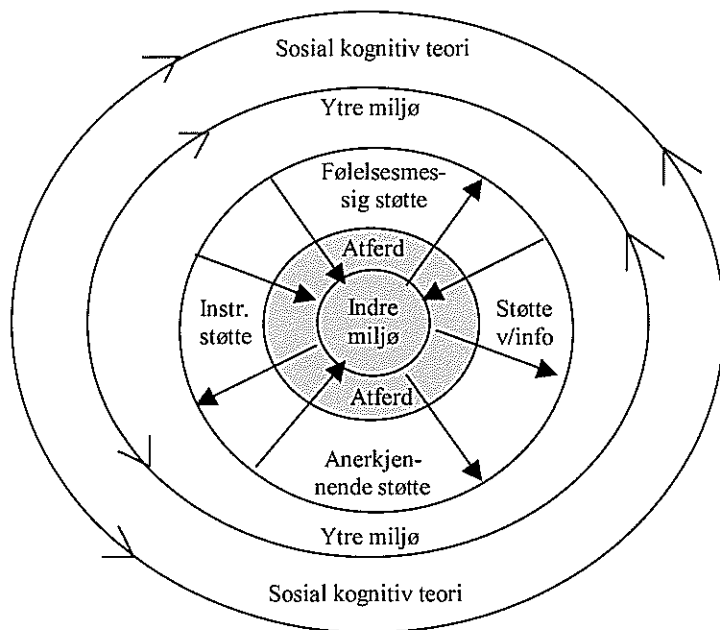 Sosial kognitiv teori
Ytre miljø
Følelsesmes-
sig støtte
Atferd
Instr.
støtte
Indre
miljø
Støtte
v/info
Atferd
Anerkjen-
nende støtte
Ytre miljø
Sosial kognitiv teori